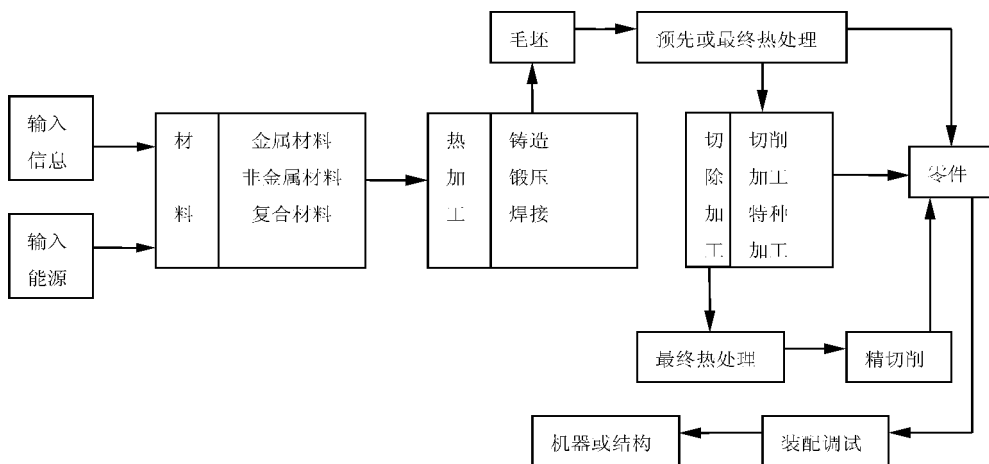 毛坯
预先或最终热处理
输入
信息
材
料
金属材料
非金属材料
复合材料
热
加
工
铸造
锻压
焊接
切
除
加
工
切削
加工
特种
加工
零件
输入
能源
最终热处理
精切削
机器或结构
装配调试